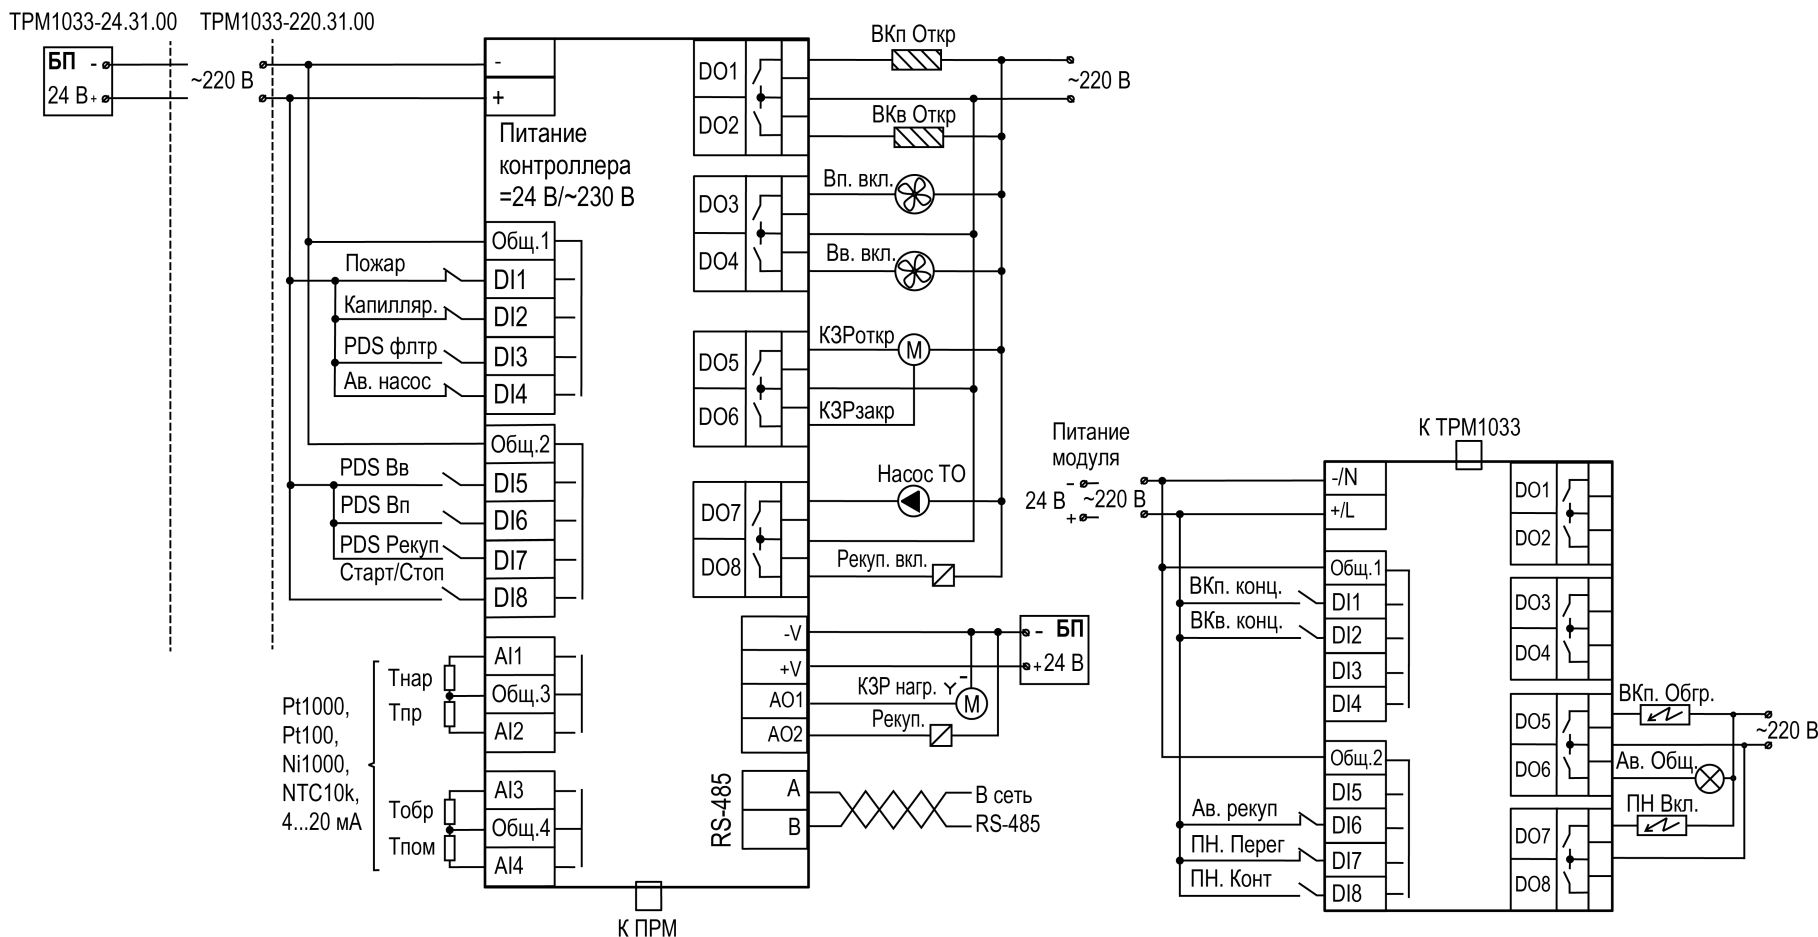 ТРМ1033-24.31.00
ТРМ1033-220.31.00
БП -
24 В +
~220 В
-
+
Питание
контроллера
=24 В/~230 В
Общ.1
Пожар
DI1
Капилляр.
DI2
PDS флтр
DI3
Ав. насос
DI4
Общ.2
PDS Вв
DI5
PDS Вп
DI6
PDS Рекуп
DI7
Старт/Стоп
DI8
Pt1000,
Pt100,
Ni1000,
NTC10k,
4...20 мА
Тнар
Тпр
AI1
Общ.3
AI2
Тобр
Тпом
AI3
Общ.4
AI4
К ПРМ
DO1
DO2
DO3
DO4
DO5
DO6
DO7
DO8
ВКп Откр
~220 В
ВКв Откр
Вп. вкл.
Вв. вкл.
КЗРоткр
М
КЗРзакр
Насос ТО
Рекуп. вкл.
-V
+V
AO1
AO2
- БП
+ 24 В
КЗР нагр. Y -
М
Рекуп.
RS-485
A
B
В сеть
RS-485
К ТРМ1033
Питание
модуля
-
24 В
+
~220 В
-/N
+/L
Общ.1
ВКп. конц.
DI1
ВКв. конц.
DI2
DI3
DI4
Общ.2
DI5
Ав. рекуп
DI6
ПН. Перег
DI7
ПН. Конт
DI8
DO1
DO2
DO3
DO4
DO5
DO6
DO7
DO8
ВКп. Обгр.
~220 В
Ав. Общ.
ПН Вкл.